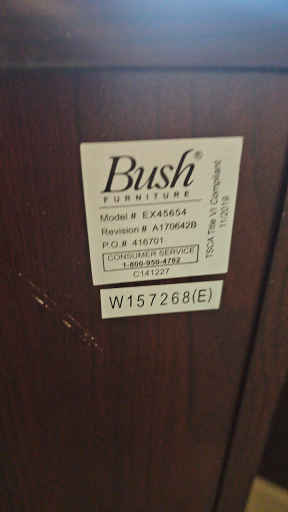 Bush®
FURNITURE
Model # EX45654
Revision # A170642B
P.O.# 416701
CONSUMER SERVICE
1-800-950-4782
C141227
TSCA Title VI Compliant
11/2019
W157268(E)